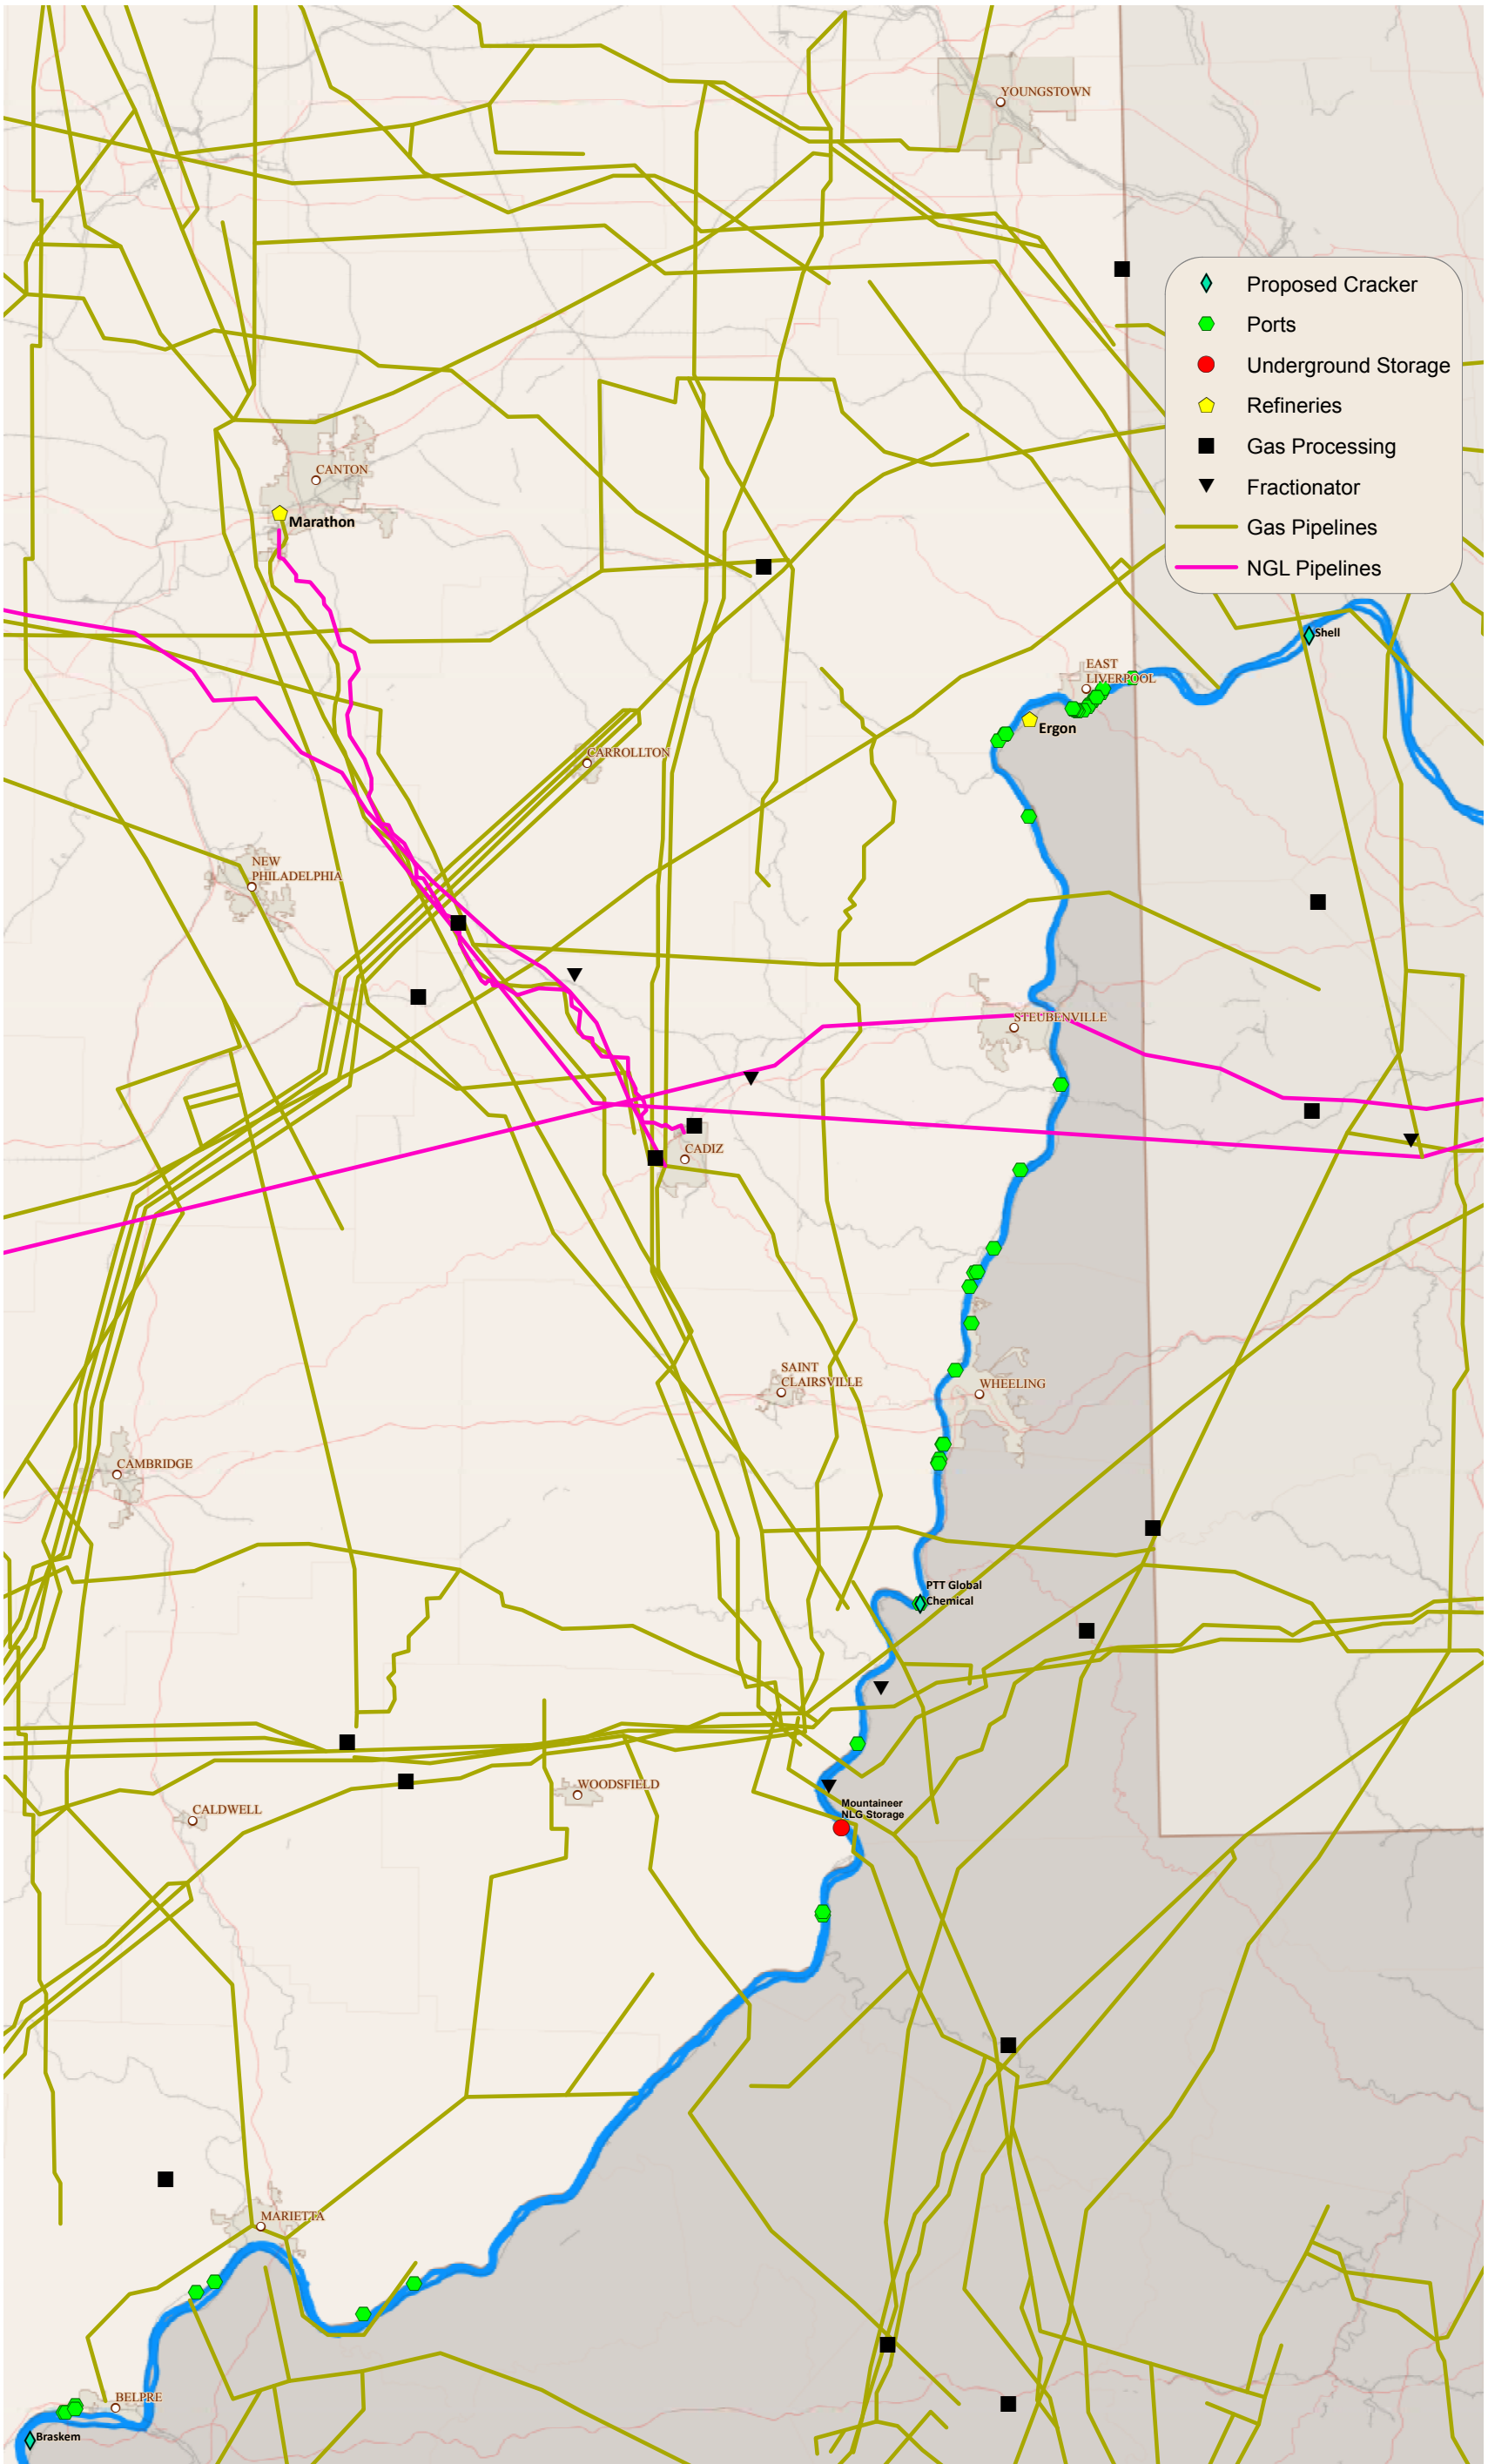 YOUNGSTOWN
Proposed Cracker
Ports
Underground Storage
Refineries
Gas Processing
Fractionator
Gas Pipelines
NGL Pipelines
CANTON
Marathon
Shell
EAST
LIVERPOOL
Ergon
CARROLLTON
NEW
PHILADELPHIA
STEUBENVILLE
CADIZ
SAINT
CLAIRSVILLE
WHEELING
CAMBRIDGE
PTT Global
Chemical
WOODSFIELD
CALDWELL
Mountaineer
NLG Storage
MARIETTA
BELPRE
Braskem